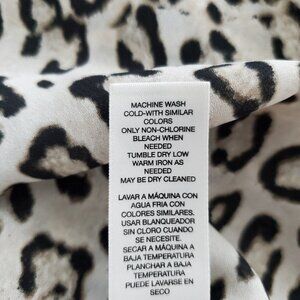 MACHINE WASH
COLD-WITH SIMILAR
COLORS
ONLY NON-CHLORINE
BLEACH WHEN
NEEDED
TUMBLE DRY LOW
WARM IRON AS
NEEDED
MAY BE DRY CLEANED
LAVAR A MÁQUINA CON
AGUA FRIA CON
COLORES SIMILARES.
USAR BLANQUEADOR
SIN CLORO CUANDO
SE NECESITE.
SECAR A MÁQUINA A
BAJA TEMPERATURA
PLANCHAR A BAJA
TEMPERATURA
PUEDE LAVARSE EN
SECO